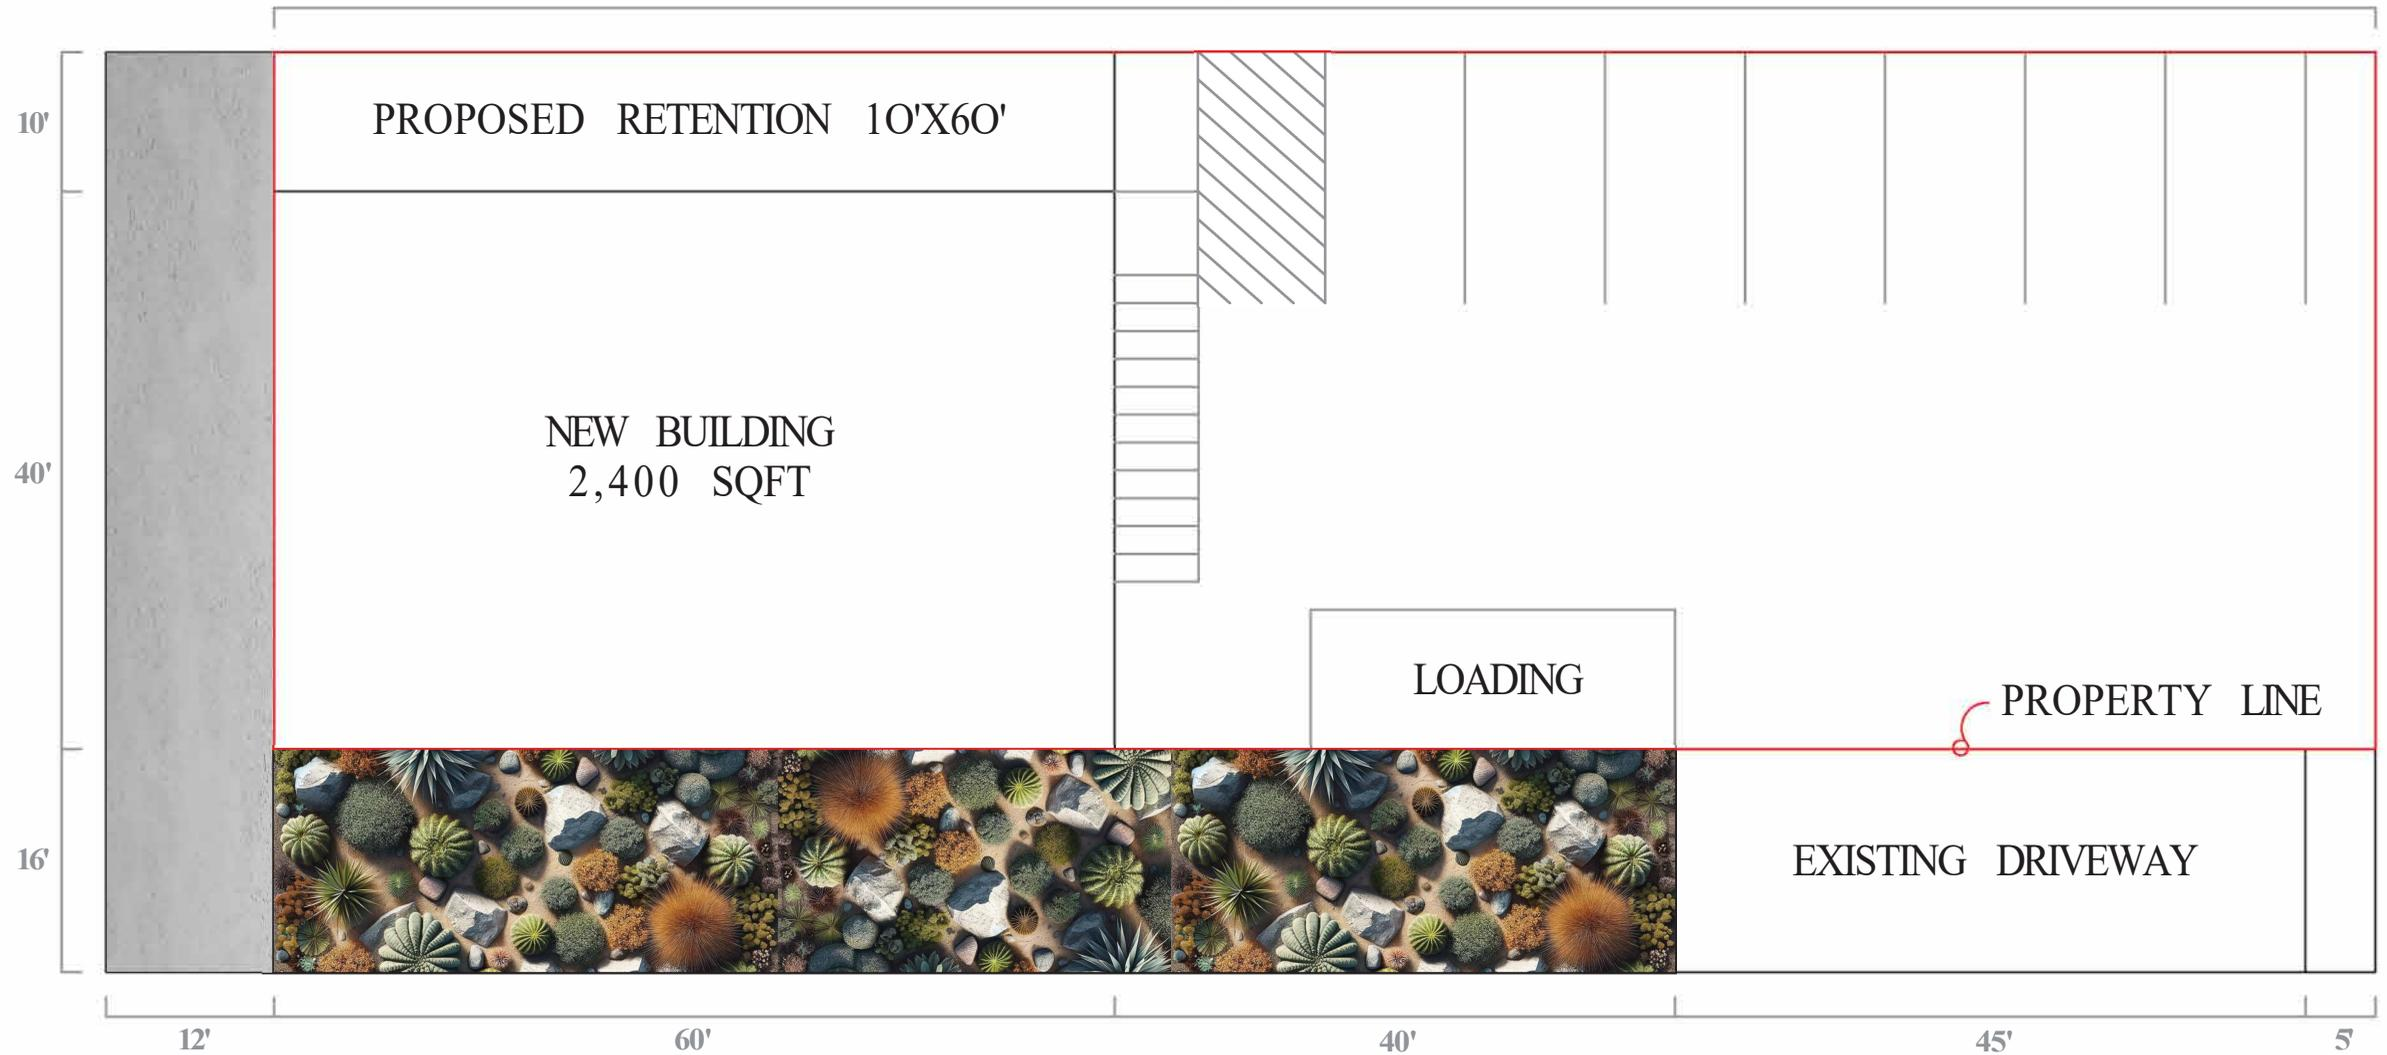 10'
PROPOSED RETENTION 1O'X6O'
40'
NEW BUILDING
2,400 SQFT
LOADING
PROPERTY LINE
16'
EXISTING DRIVEWAY
12'
60'
40'
45'
5'